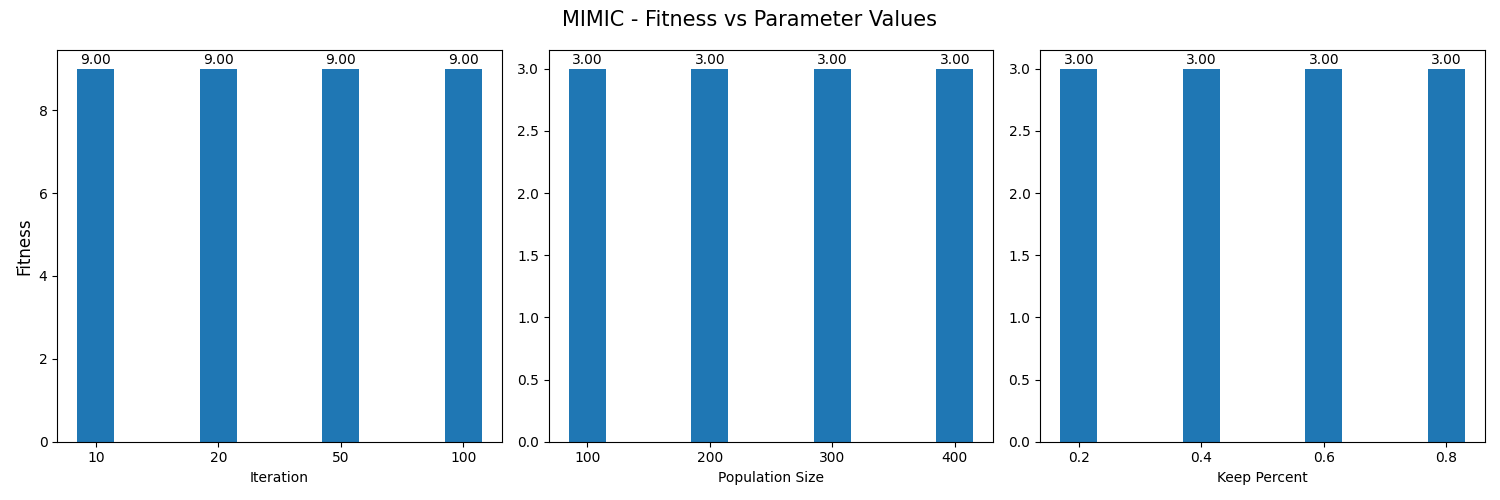 MIMIC - Fitness vs Parameter Values
9.00 9.00 9.00 9.00
8
6
4
2
0
Fitness
10 20 50 100
Iteration
3.00 3.00 3.00 3.00
3.0
2.5
2.0
1.5
1.0
0.5
0.0
100 200 300 400
Population Size
3.00 3.00 3.00 3.00
3.0
2.5
2.0
1.5
1.0
0.5
0.0
0.2 0.4 0.6 0.8
Keep Percent